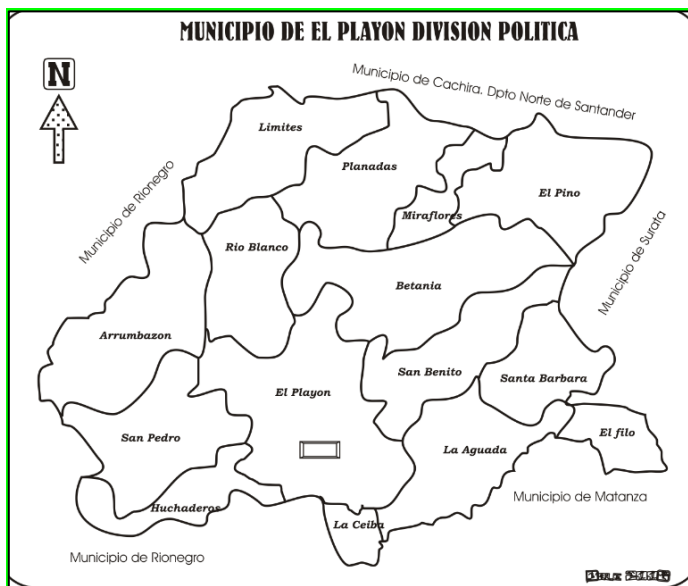 MUNICIPIO DE EL PLAYON DIVISION POLITICA
N
Municipio de Cachira. Dpto Norte de Santander
Limites
Planadas
Municipio de Rionegro
El Pino
Miraflores
Rio Blanco
Municipio de Surata
Betania
Arrumbazon
San Benito
Santa Barbara
El Playon
San Pedro
El filo
La Aguada
Municipio de Matanza
Huchaderos
La Ceiba
Municipio de Rionegro